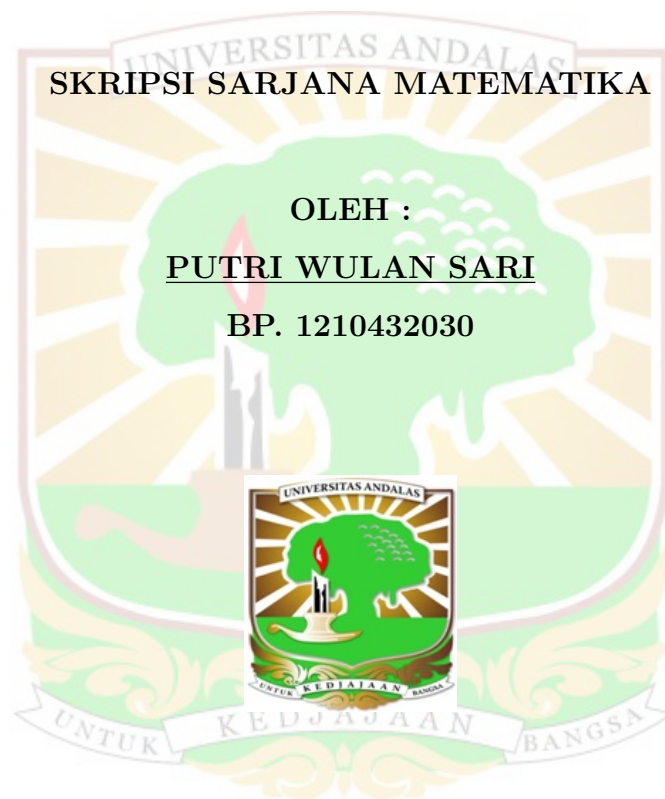 UNIVERSITAS ANDALAS
SKRIPSI SARJANA MATEMATIKA
OLEH :
PUTRI WULAN SARI
BP. 1210432030
UNIVERSITAS ANDALAS
UNTUK KEDJAJAAN BANGSA
UNTUK KEDJAJAAN BANGSA